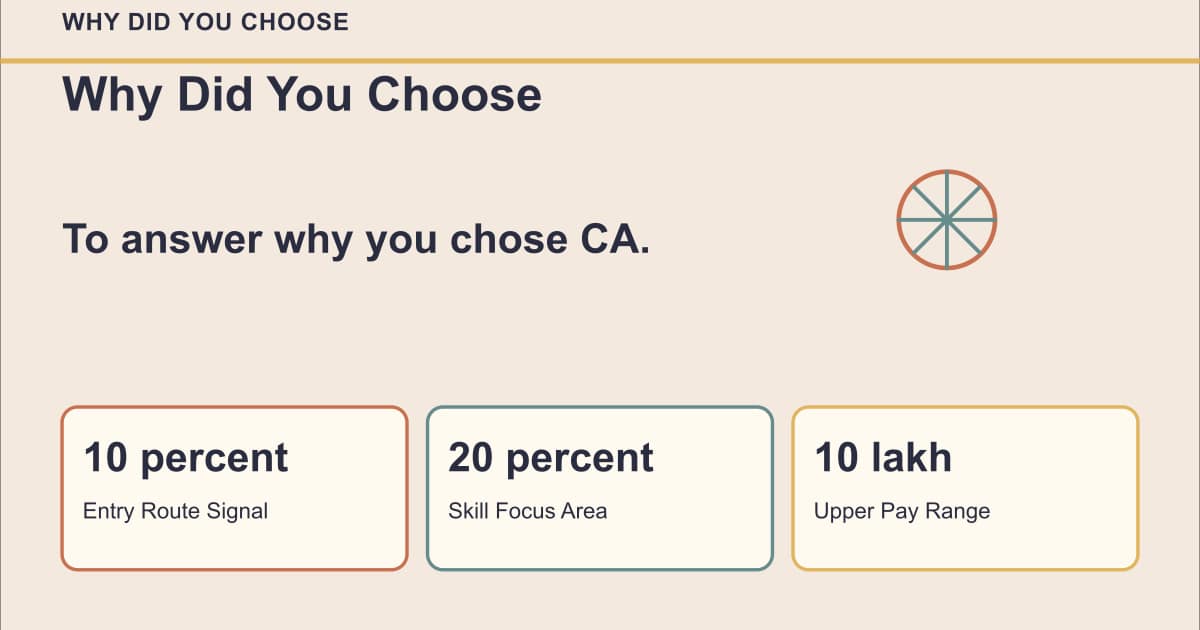 WHY DID YOU CHOOSE
Why Did You Choose
To answer why you chose CA.
10 percent
Entry Route Signal
20 percent
Skill Focus Area
10 lakh
Upper Pay Range